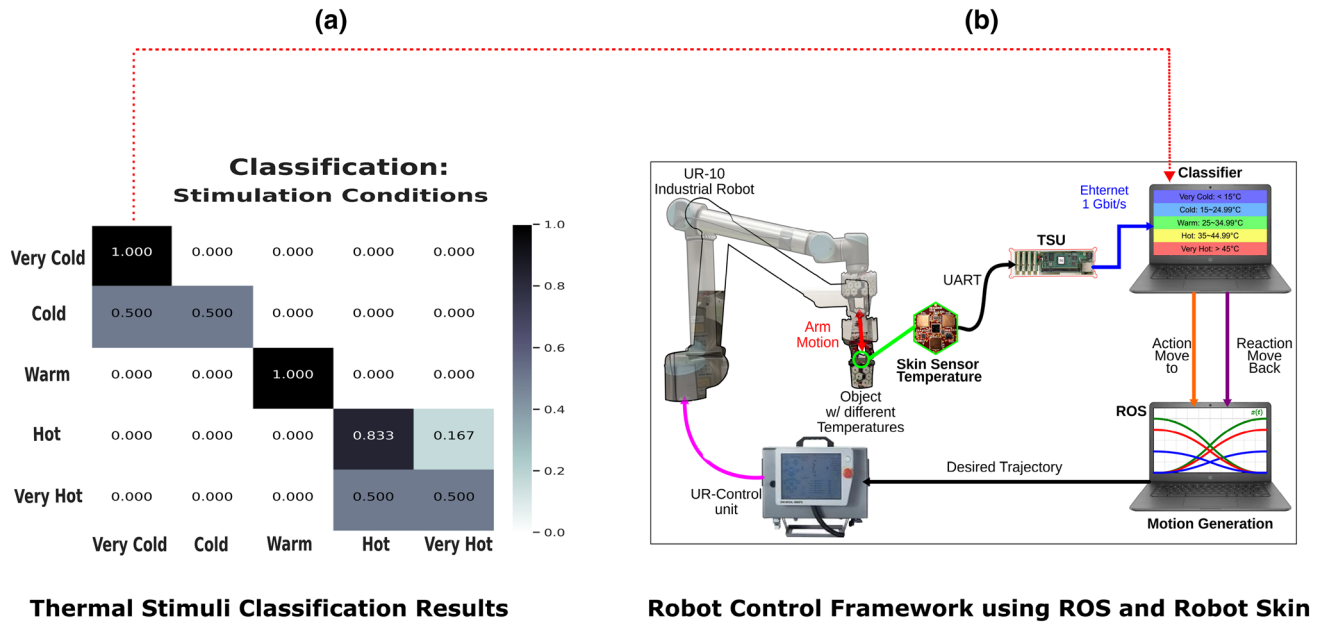 (a)
(b)
Classification:
Stimulation Conditions
Very Cold 1.000 0.000 0.000 0.000 0.000
Cold 0.500 0.500 0.000 0.000 0.000
Warm 0.000 0.000 1.000 0.000 0.000
Hot 0.000 0.000 0.000 0.833 0.167
Very Hot 0.000 0.000 0.000 0.500 0.500
Very Cold Cold Warm Hot Very Hot
1.0
0.8
0.6
0.4
0.2
0.0
Thermal Stimuli Classification Results
UR-10
Industrial Robot
Arm
Motion
Object
w/ different
Temperatures
Skin Sensor
Temperature
UART
TSU
Ehternet
1 Gbit/s
Classifier
Very Cold: < 15°C
Cold: 15~24.99°C
Warm: 25~34.99°C
Hot: 35~44.99°C
Very Hot: > 45°C
Action
Move
to
Reaction
Move
Back
ROS
Motion Generation
Desired Trajectory
UR-Control
unit
Robot Control Framework using ROS and Robot Skin